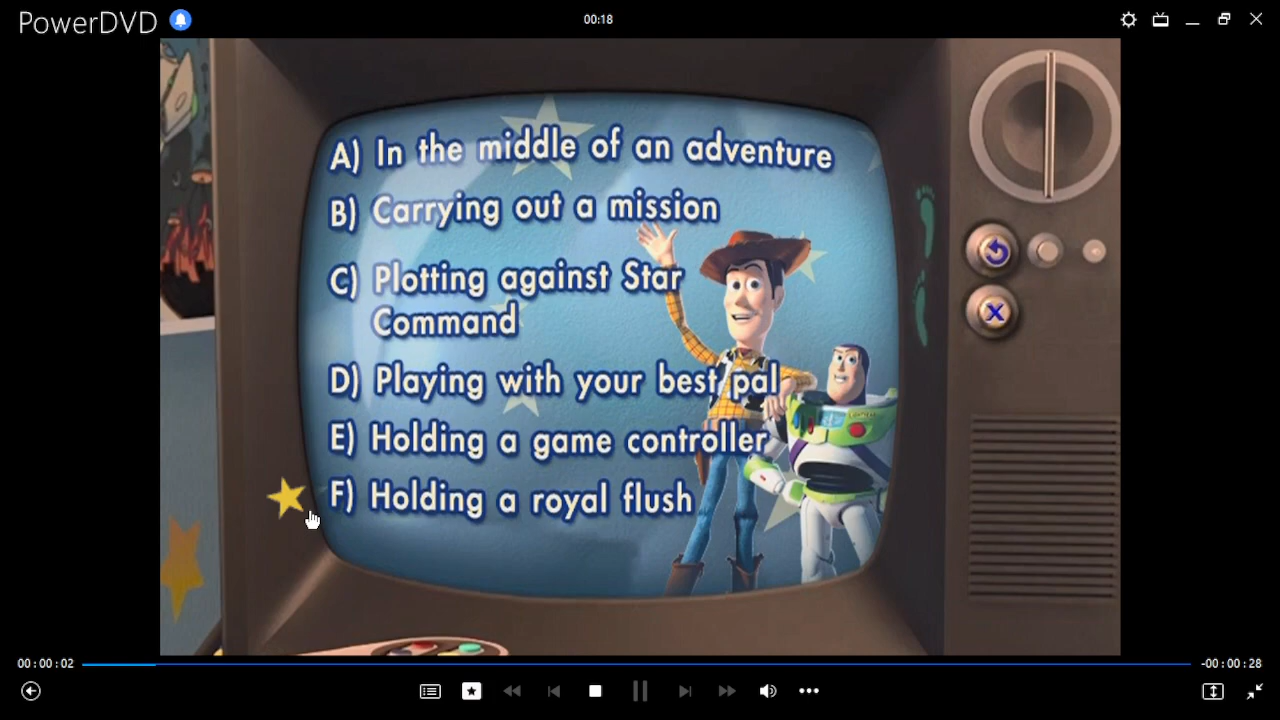 PowerDVD
00:18
A) In the middle of an adventure
B) Carrying out a mission
C) Plotting against Star
Command
D) Playing with your best pal
E) Holding a game controller
F) Holding a royal flush
00:00:02
-00:00:28